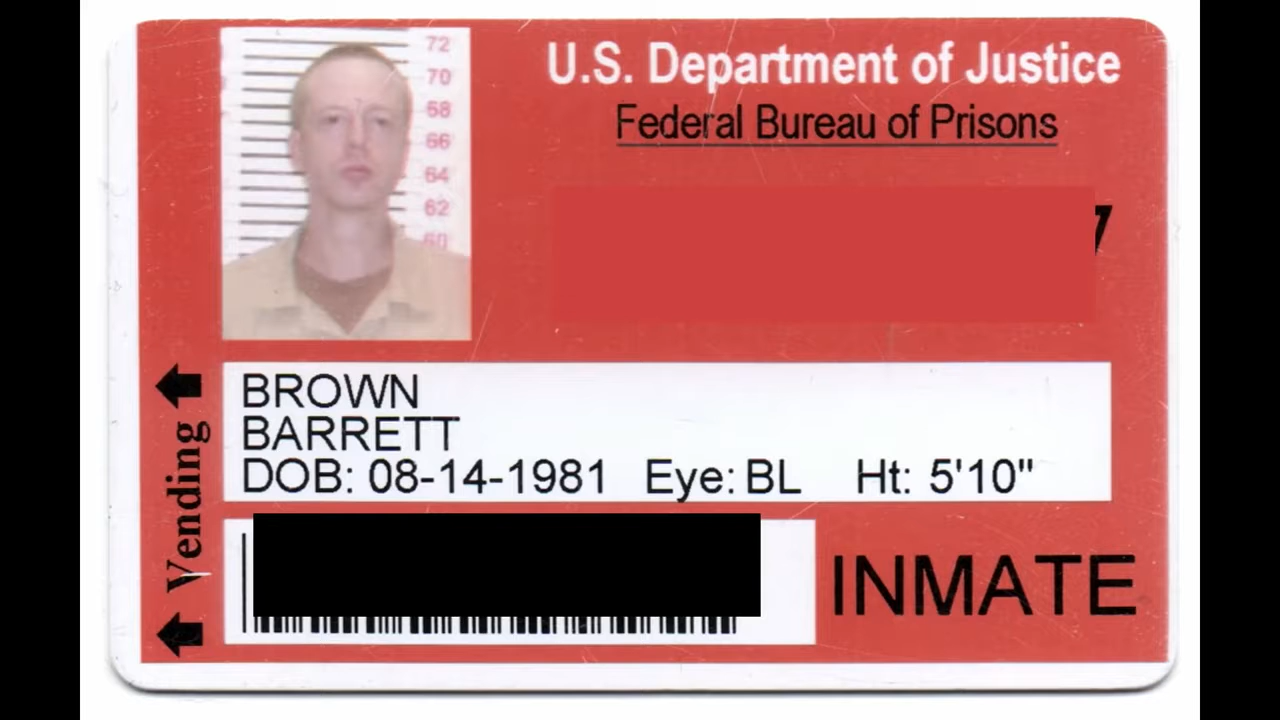 72
70
68
66
64
62
60
U.S. Department of Justice
Federal Bureau of Prisons
7
BROWN
BARRETT
DOB: 08-14-1981 Eye: BL Ht: 5'10"
Vending
INMATE